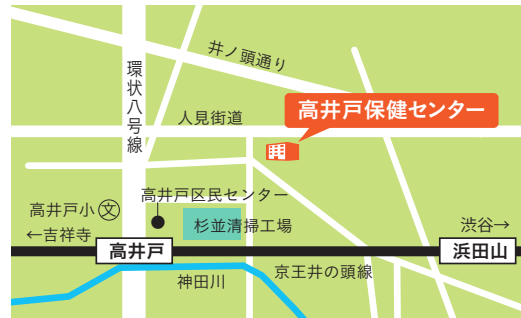 井ノ頭通り
環状八号線
高井戸保健センター
人見街道
高井戸区民センター
高井戸小 文
杉並清掃工場
←吉祥寺
渋谷→
高井戸
浜田山
神田川
京王井の頭線